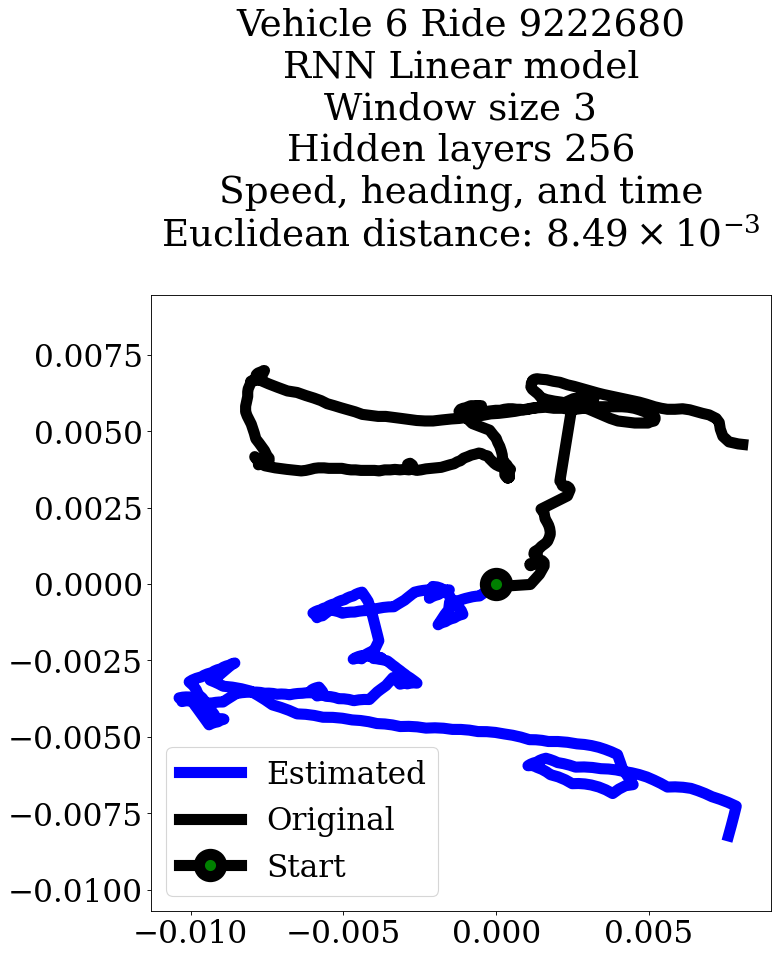 Vehicle 6 Ride 9222680
RNN Linear model
Window size 3
Hidden layers 256
Speed, heading, and time
Euclidean distance: 8.49 × 10⁻³
0.0075
0.0050
0.0025
0.0000
−0.0025
−0.0050
−0.0075
−0.0100
Estimated
Original
Start
−0.010 −0.005 0.000 0.005